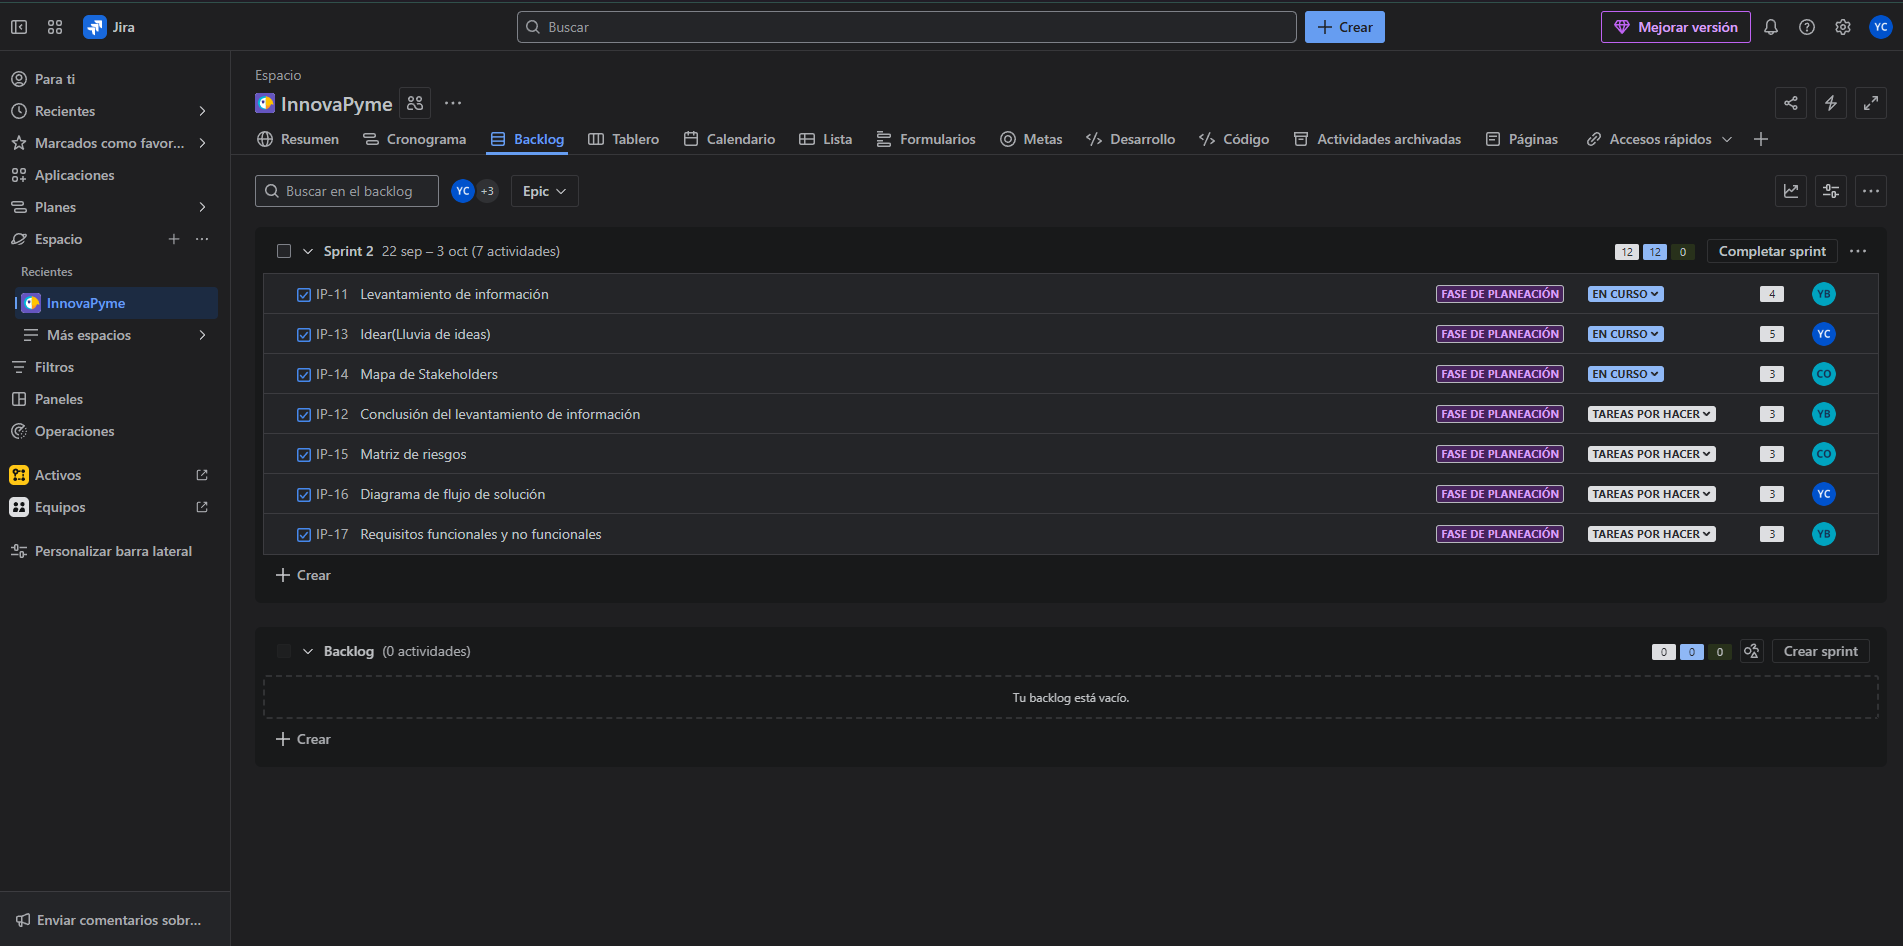 Jira
Buscar
Crear
Mejorar versión
YC
Para ti
Recientes
Marcados como favor...
Aplicaciones
Planes
Espacio
Recientes
InnovaPyme
Más espacios
Filtros
Paneles
Operaciones
Activos
Equipos
Personalizar barra lateral
Enviar comentarios sobr...
Espacio
InnovaPyme
Resumen Cronograma Backlog Tablero Calendario Lista Formularios Metas Desarrollo Código Actividades archivadas Páginas Accesos rápidos
Buscar en el backlog YC +3 Epic
Sprint 2 22 sep – 3 oct (7 actividades) 12 12 0 Completar sprint
IP-11 Levantamiento de información FASE DE PLANEACIÓN EN CURSO 4 YB
IP-13 Idear(Lluvia de ideas) FASE DE PLANEACIÓN EN CURSO 5 YC
IP-14 Mapa de Stakeholders FASE DE PLANEACIÓN EN CURSO 3 CO
IP-12 Conclusión del levantamiento de información FASE DE PLANEACIÓN TAREAS POR HACER 3 YB
IP-15 Matriz de riesgos FASE DE PLANEACIÓN TAREAS POR HACER 3 CO
IP-16 Diagrama de flujo de solución FASE DE PLANEACIÓN TAREAS POR HACER 3 YC
IP-17 Requisitos funcionales y no funcionales FASE DE PLANEACIÓN TAREAS POR HACER 3 YB
Crear
Backlog (0 actividades) 0 0 0 Crear sprint
Tu backlog está vacío.
Crear